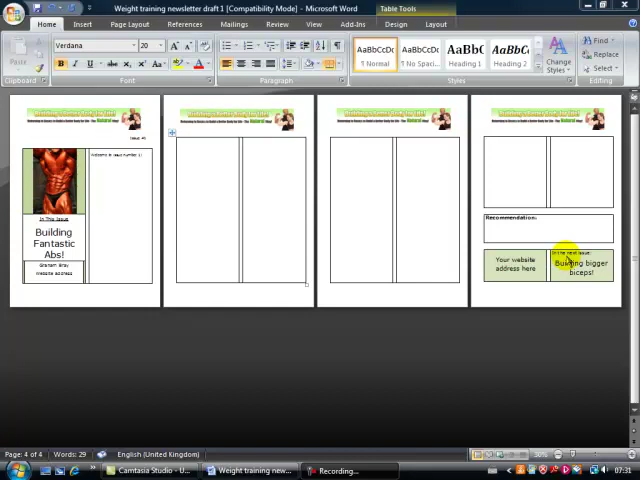 Weight training newsletter draft 1 [Compatibility Mode] - Microsoft Word
Table Tools
Home
Insert
Page Layout
References
Mailings
Review
View
Add-Ins
Design
Layout
Paste
Clipboard
Verdana
20
Font
Paragraph
AaBbCcDc
¶ Normal
AaBbCcDc
¶ No Spaci...
AaBbCc
Heading 1
AaBbCc
Heading 2
Change
Styles
Styles
Find
Replace
Select
Editing
Issue #1
Welcome to issue number 1!
In This Issue
Building
Fantastic
Abs!
Graham Bray
Website address
Recommendation:
Your website
address here
In the next issue:
Building bigger
biceps!
Page: 4 of 4
Words: 29
English (United Kingdom)
30%
Camtasia Studio - U...
Weight training new...
Recording...
07:31